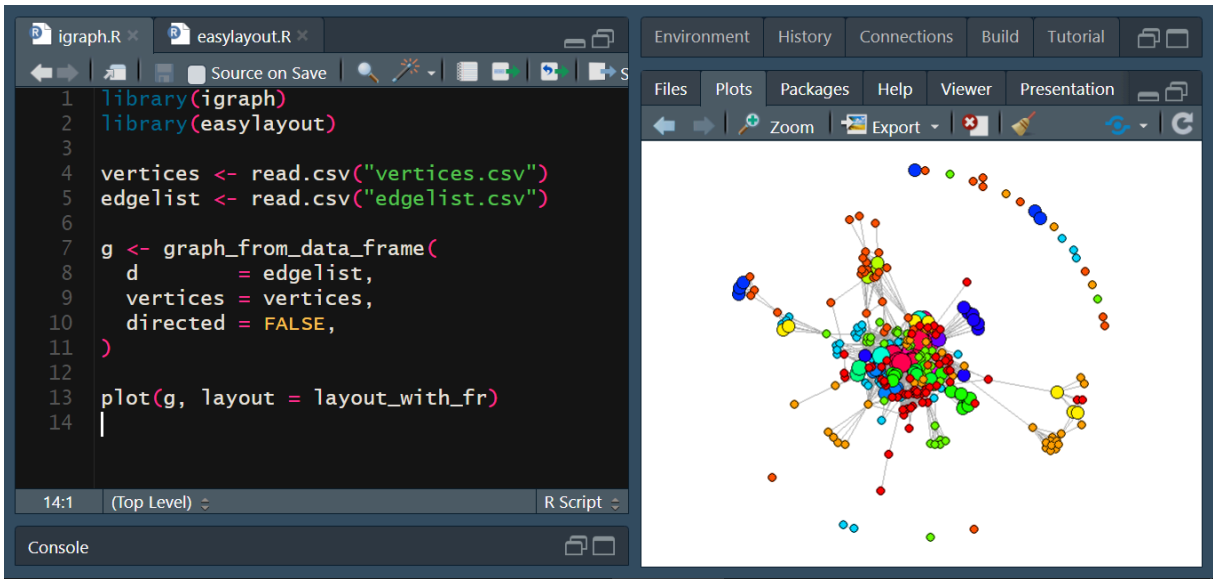 igraph.R
easylayout.R
Source on Save
1 library(igraph)
2 library(easylayout)
3
4 vertices <- read.csv("vertices.csv")
5 edgelist <- read.csv("edgelist.csv")
6
7 g <- graph_from_data_frame(
8   d        = edgelist,
9   vertices = vertices,
10   directed = FALSE,
11 )
12
13 plot(g, layout = layout_with_fr)
14
14:1 (Top Level) R Script
Console
Environment History Connections Build Tutorial
Files Plots Packages Help Viewer Presentation
Zoom Export